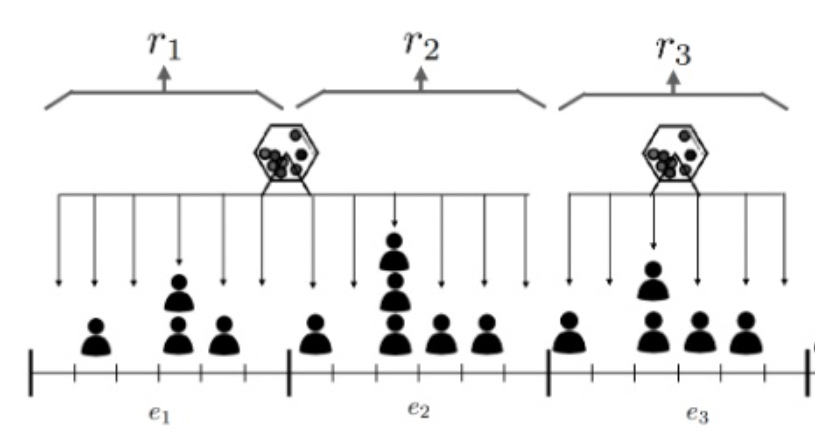 r₁ r₂ r₃
e₁ e₂ e₃